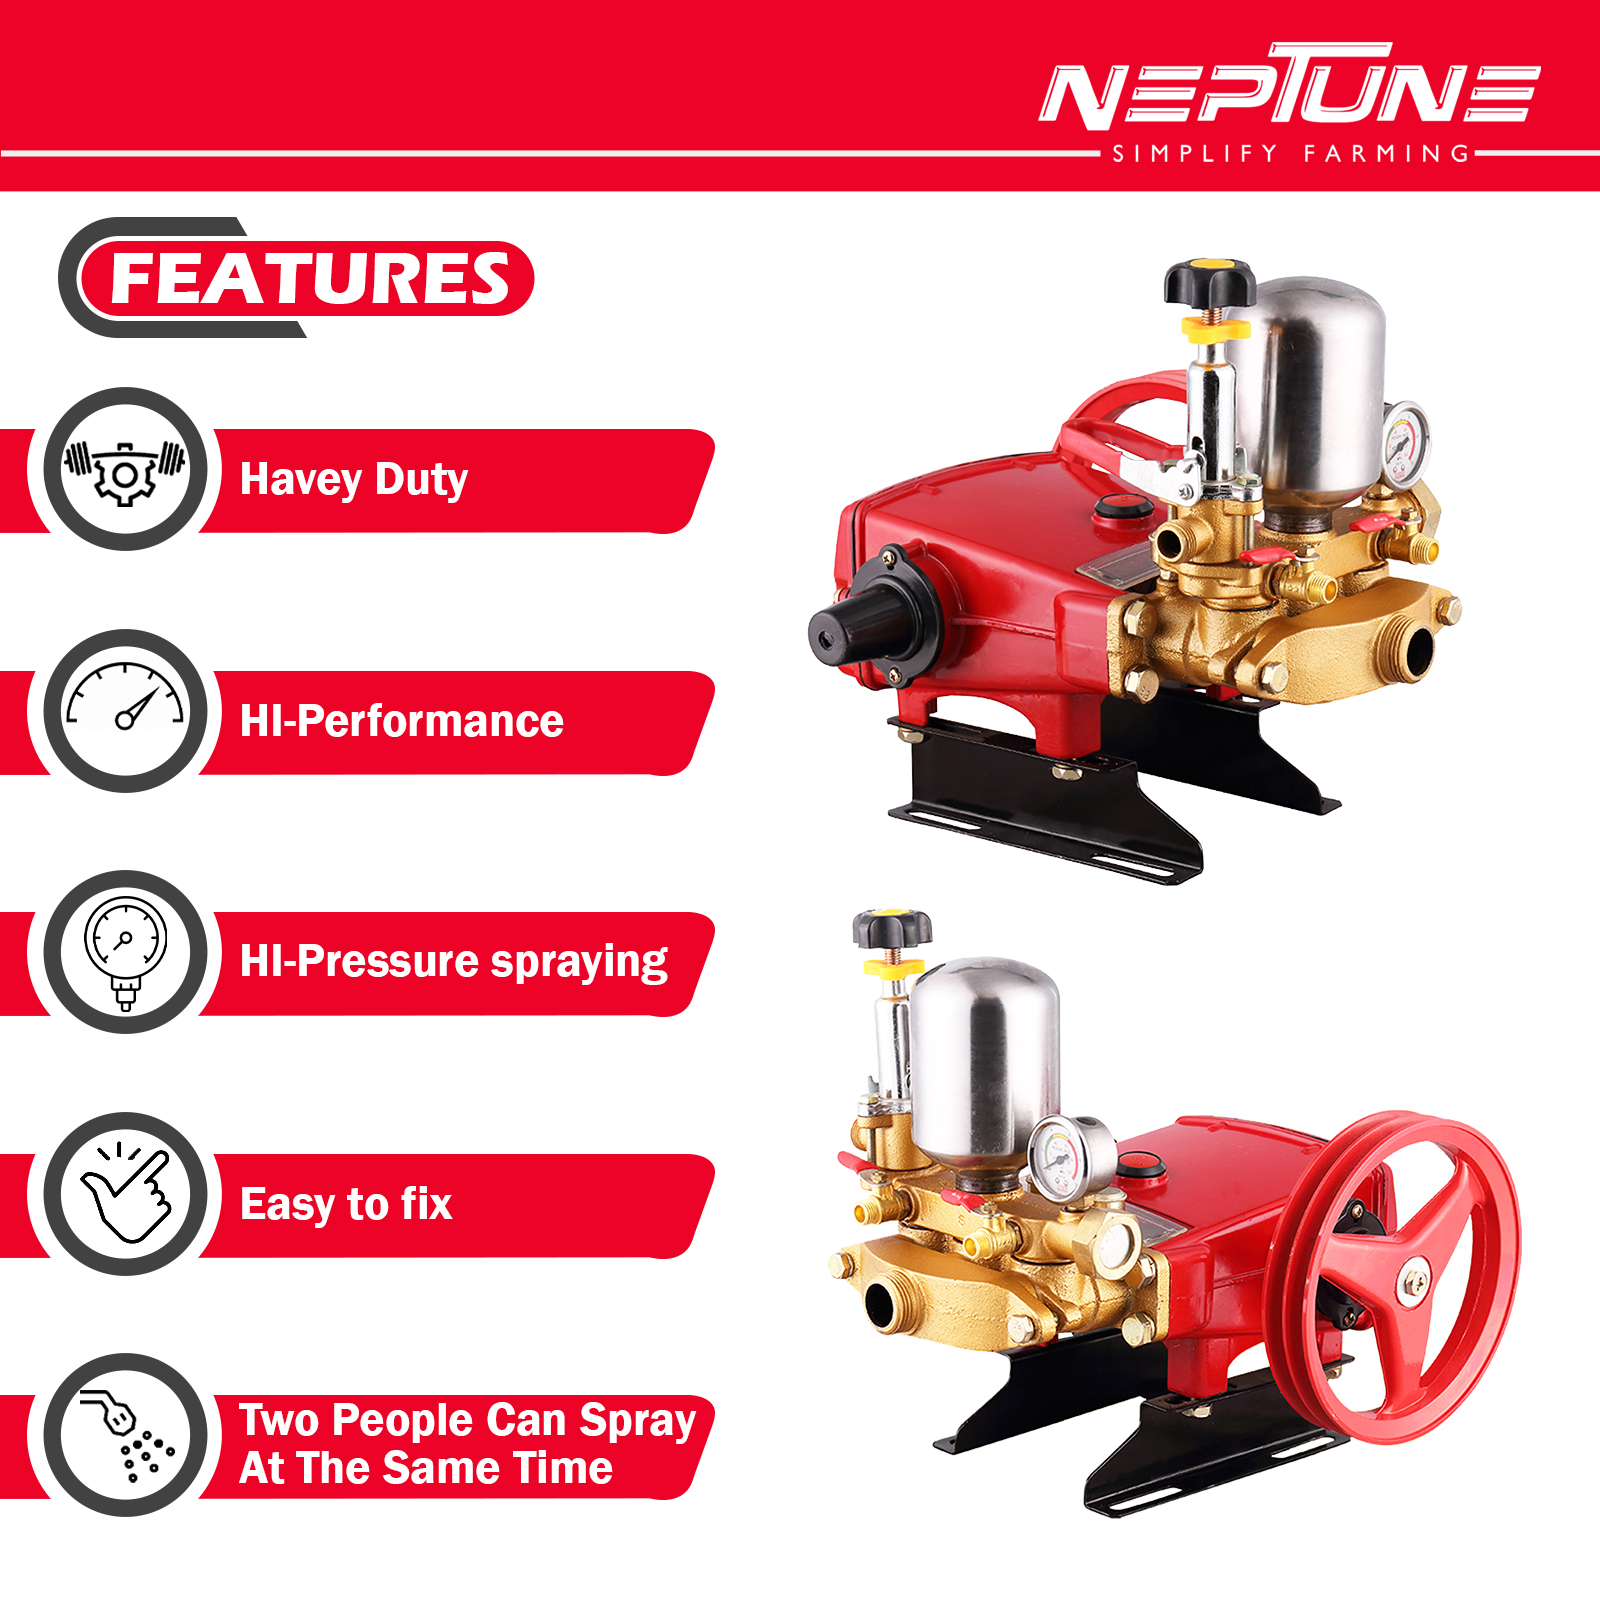 NEPTUNE
SIMPLIFY FARMING
FEATURES
Havey Duty
HI-Performance
HI-Pressure spraying
Easy to fix
Two People Can Spray
At The Same Time